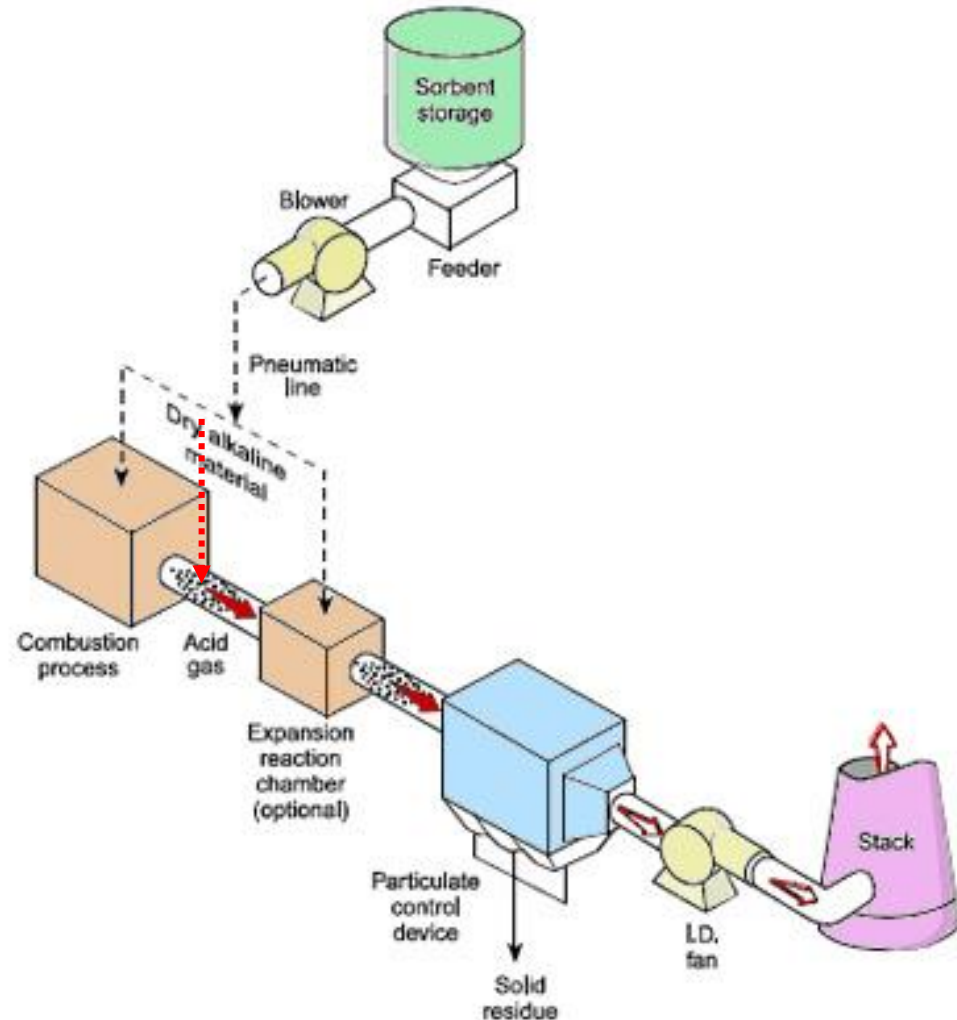 Sorbent
storage
Blower
Feeder
Pneumatic
line
Dry alkaline
material
Combustion
process
Acid
gas
Expansion
reaction
chamber
(optional)
Particulate
control
device
Solid
residue
I.D.
fan
Stack